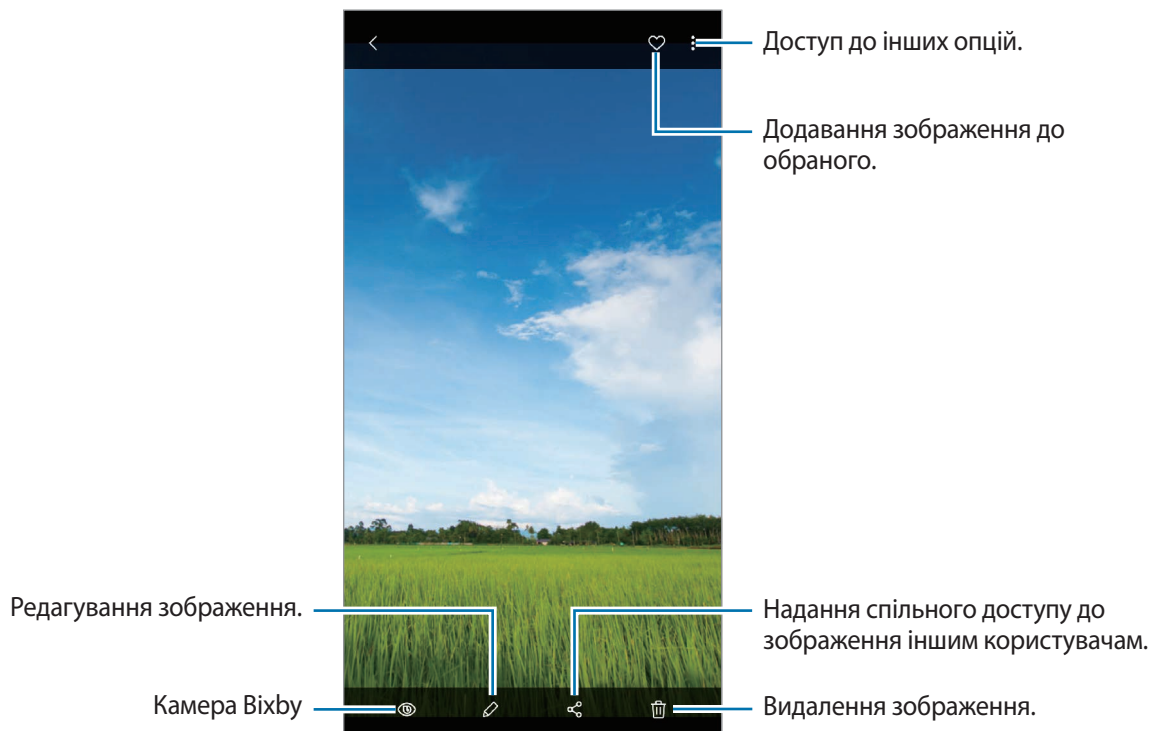 Доступ до інших опцій.
Додавання зображення до
обраного.
Редагування зображення.
Надання спільного доступу до
зображення іншим користувачам.
Камера Bixby
Видалення зображення.